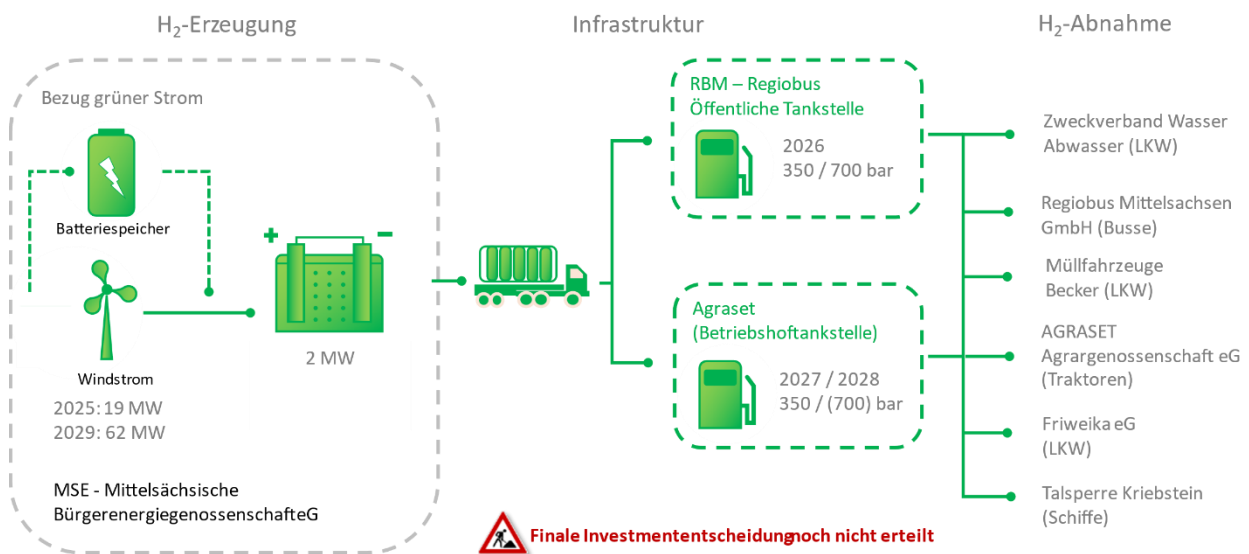 H₂-Erzeugung
Infrastruktur
H₂-Abnahme
Bezug grüner Strom
Batteriespeicher
+ −
Windstrom
2025: 19 MW
2029: 62 MW
2 MW
MSE - Mittelsächsische
BürgerenergiegenossenschafteG
RBM – Regiobus
Öffentliche Tankstelle
2026
350 / 700 bar
Agraset
(Betriebshoftankstelle)
2027 / 2028
350 / (700) bar
Finale Investmententscheidungnoch nicht erteilt
Zweckverband Wasser
Abwasser (LKW)
Regiobus Mittelsachsen
GmbH (Busse)
Müllfahrzeuge
Becker (LKW)
AGRASET
Agrargenossenschaft eG
(Traktoren)
Friweika eG
(LKW)
Talsperre Kriebstein
(Schiffe)